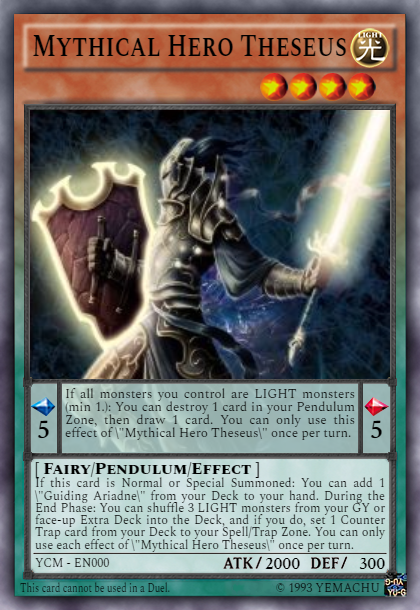 MYTHICAL HERO THESEUS
LIGHT
光
If all monsters you control are LIGHT monsters
(min 1.): You can destroy 1 card in your Pendulum
Zone, then draw 1 card. You can only use this
effect of \"Mythical Hero Theseus\" once per turn.
5
5
[ FAIRY/PENDULUM/EFFECT ]
If this card is Normal or Special Summoned: You can add 1
\"Guiding Ariadne\" from your Deck to your hand. During the
End Phase: You can shuffle 3 LIGHT monsters from your GY or
face-up Extra Deck into the Deck, and if you do, set 1 Counter
Trap card from your Deck to your Spell/Trap Zone. You can only
use each effect of \"Mythical Hero Theseus\" once per turn.
YCM - EN000
ATK/ 2000 DEF/ 300
This card cannot be used in a Duel.
© 1993 YEMACHU